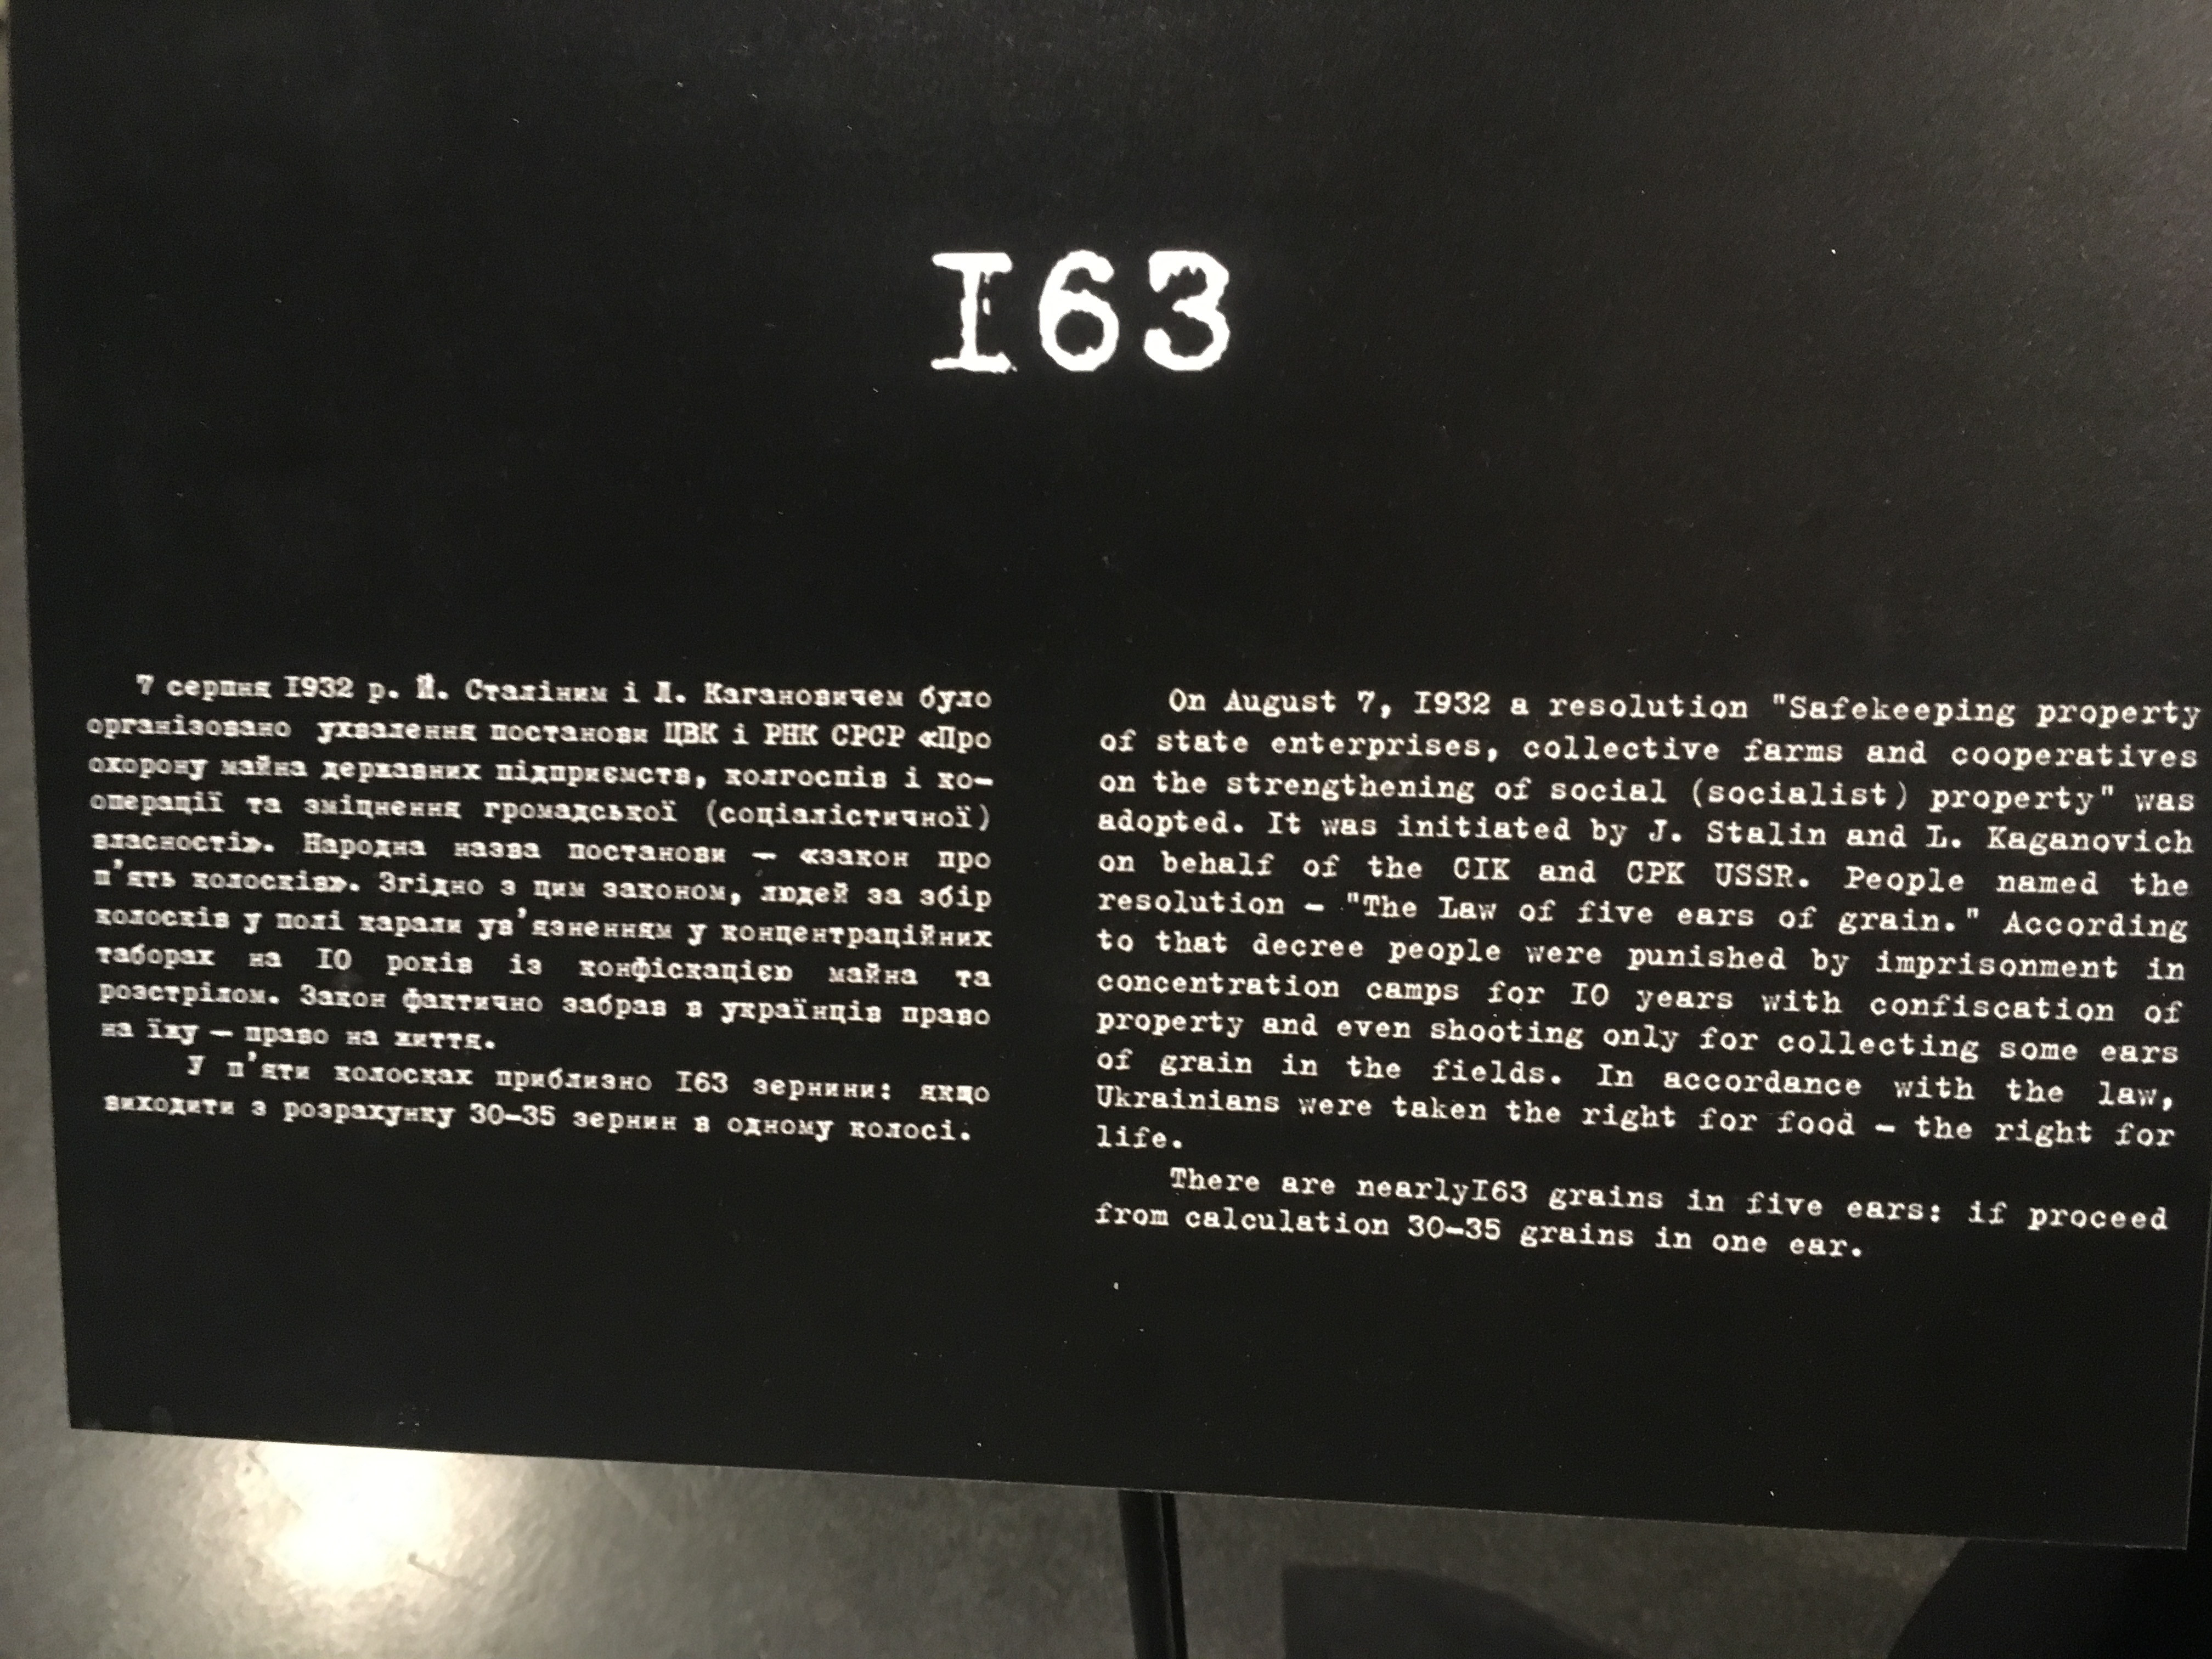 I63
7 серпня I932 р. Й. Сталіним і Л. Кагановичем було
організовано ухвалення постанови ЦВК і РНК СРСР «Про
охорону майна державних підприємств, колгоспів і ко-
операції та зміцнення громадської (соціалістичної)
власності». Народна назва постанови – «закон про
п'ять колосків». Згідно з цим законом, людей за збір
колосків у полі карали ув'язненням у концентраційних
таборах на IO років із конфіскацією майна та
розстрілом. Закон фактично забрав в українців право
на їжу – право на життя.
У п'яти колосках приблизно I63 зернини: якщо
виходити з розрахунку 30–35 зернин в одному колосі.
On August 7, I932 a resolution "Safekeeping property
of state enterprises, collective farms and cooperatives
on the strengthening of social (socialist) property" was
adopted. It was initiated by J. Stalin and L. Kaganovich
on behalf of the CIK and CPK USSR. People named the
resolution – "The Law of five ears of grain." According
to that decree people were punished by imprisonment in
concentration camps for IO years with confiscation of
property and even shooting only for collecting some ears
of grain in the fields. In accordance with the law,
Ukrainians were taken the right for food – the right for
life.
There are nearlyI63 grains in five ears: if proceed
from calculation 30–35 grains in one ear.